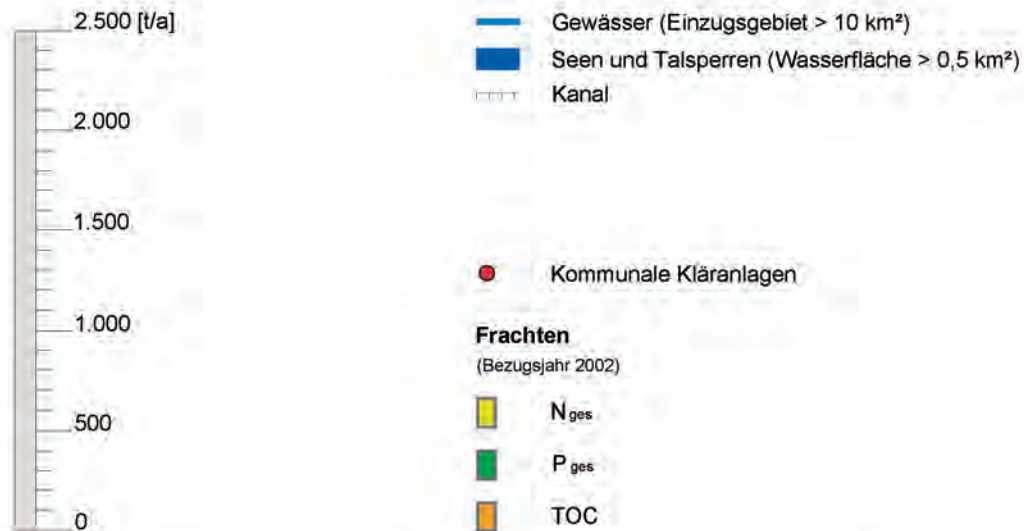 2.500 [t/a]
2.000
1.500
1.000
500
0
Gewässer (Einzugsgebiet > 10 km²)
Seen und Talsperren (Wasserfläche > 0,5 km²)
Kanal
Kommunale Kläranlagen
Frachten
(Bezugsjahr 2002)
N ges
P ges
TOC